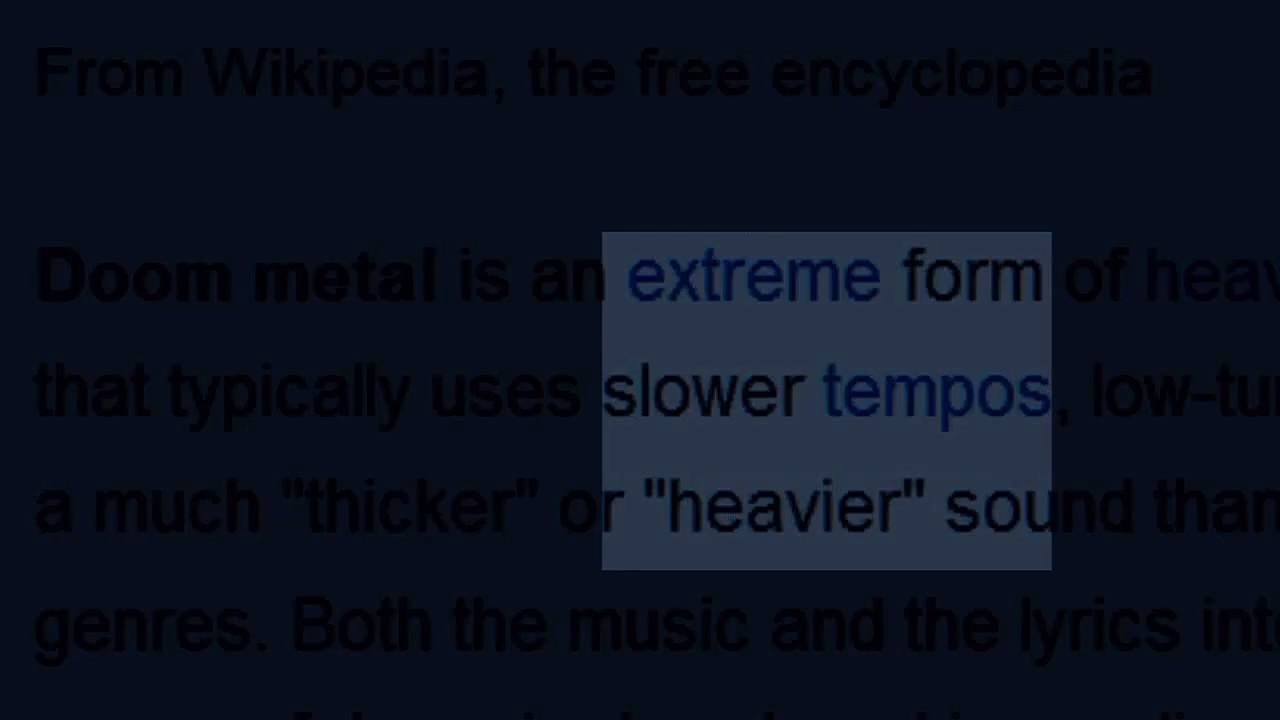 From Wikipedia, the free encyclopedia
Doom metal is an extreme form of heav
that typically uses slower tempos, low-tu
a much "thicker" or "heavier" sound than
genres. Both the music and the lyrics int